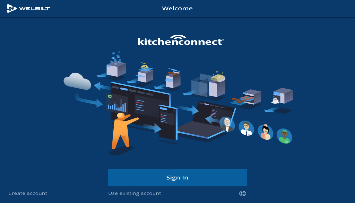 WELBILT
Welcome
kitchenconnect
Sign In
Create account
Use existing account